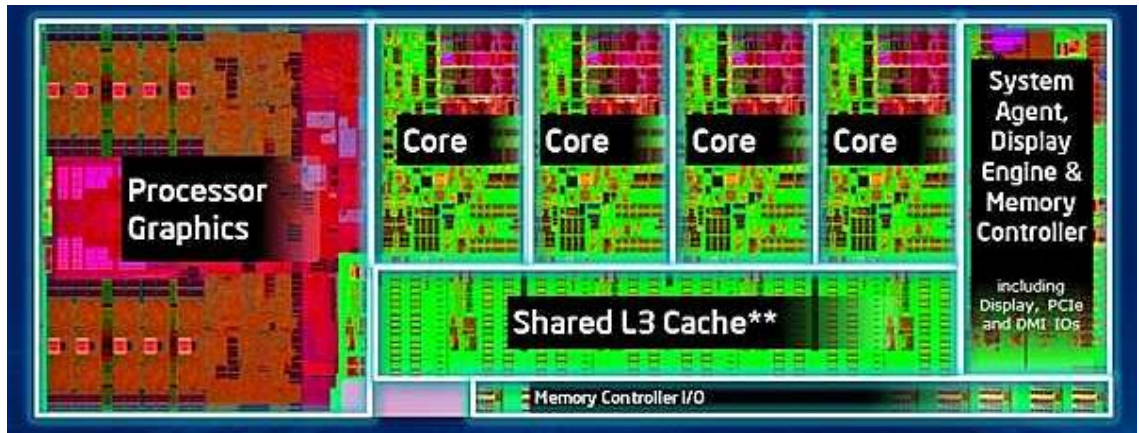 Processor
Graphics
Core
Core
Core
Core
System
Agent,
Display
Engine &
Memory
Controller
including
Display, PCIe
and DMI IOs
Shared L3 Cache**
Memory Controller I/O